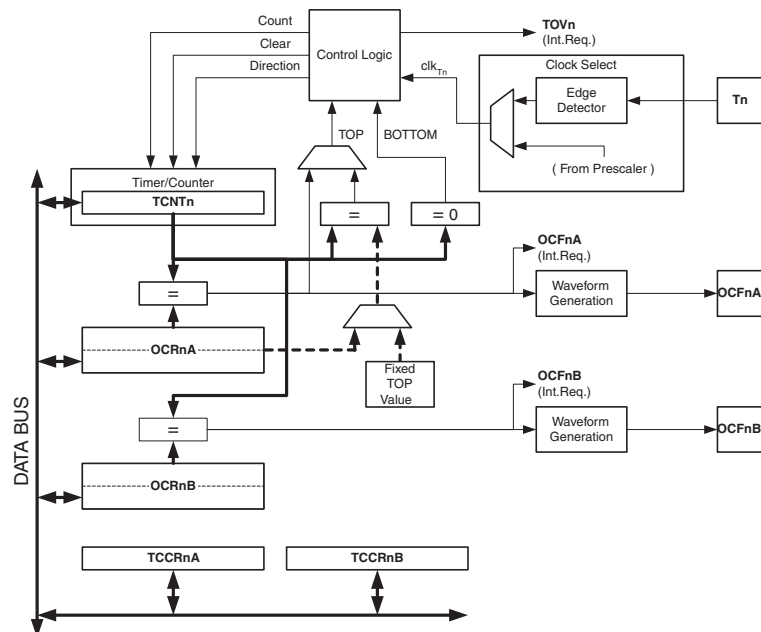 Count
Clear
Direction
Control Logic
TOVn
(Int.Req.)
clkTn
Clock Select
Edge
Detector
Tn
( From Prescaler )
TOP
BOTTOM
Timer/Counter
TCNTn
=
= 0
OCFnA
(Int.Req.)
=
Waveform
Generation
OCFnA
OCRnA
Fixed
TOP
Value
OCFnB
(Int.Req.)
=
Waveform
Generation
OCFnB
OCRnB
DATA BUS
TCCRnA
TCCRnB